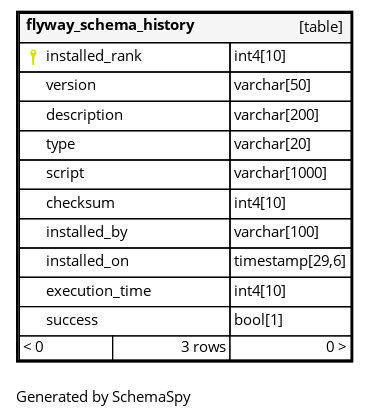 flyway_schema_history [table]
installed_rank int4[10]
version varchar[50]
description varchar[200]
type varchar[20]
script varchar[1000]
checksum int4[10]
installed_by varchar[100]
installed_on timestamp[29,6]
execution_time int4[10]
success bool[1]
< 0 3 rows 0 >
Generated by SchemaSpy